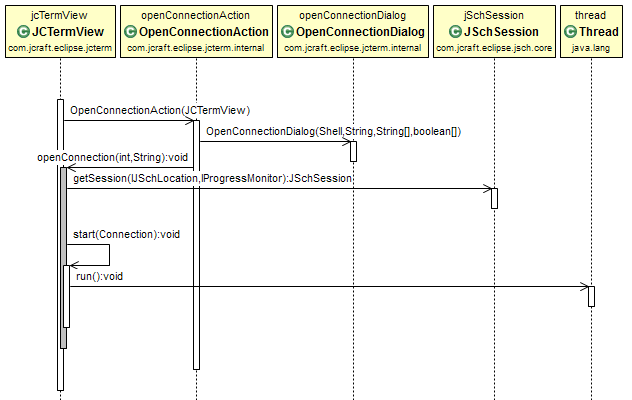 jcTermView
JCTermView
com.jcraft.eclipse.jcterm
openConnectionAction
OpenConnectionAction
com.jcraft.eclipse.jcterm.internal
openConnectionDialog
OpenConnectionDialog
com.jcraft.eclipse.jcterm.internal
jSchSession
JSchSession
com.jcraft.eclipse.jsch.core
thread
Thread
java.lang
OpenConnectionAction(JCTermView)
OpenConnectionDialog(Shell,String,String[],boolean[])
openConnection(int,String):void
getSession(IJSchLocation,IProgressMonitor):JSchSession
start(Connection):void
run():void